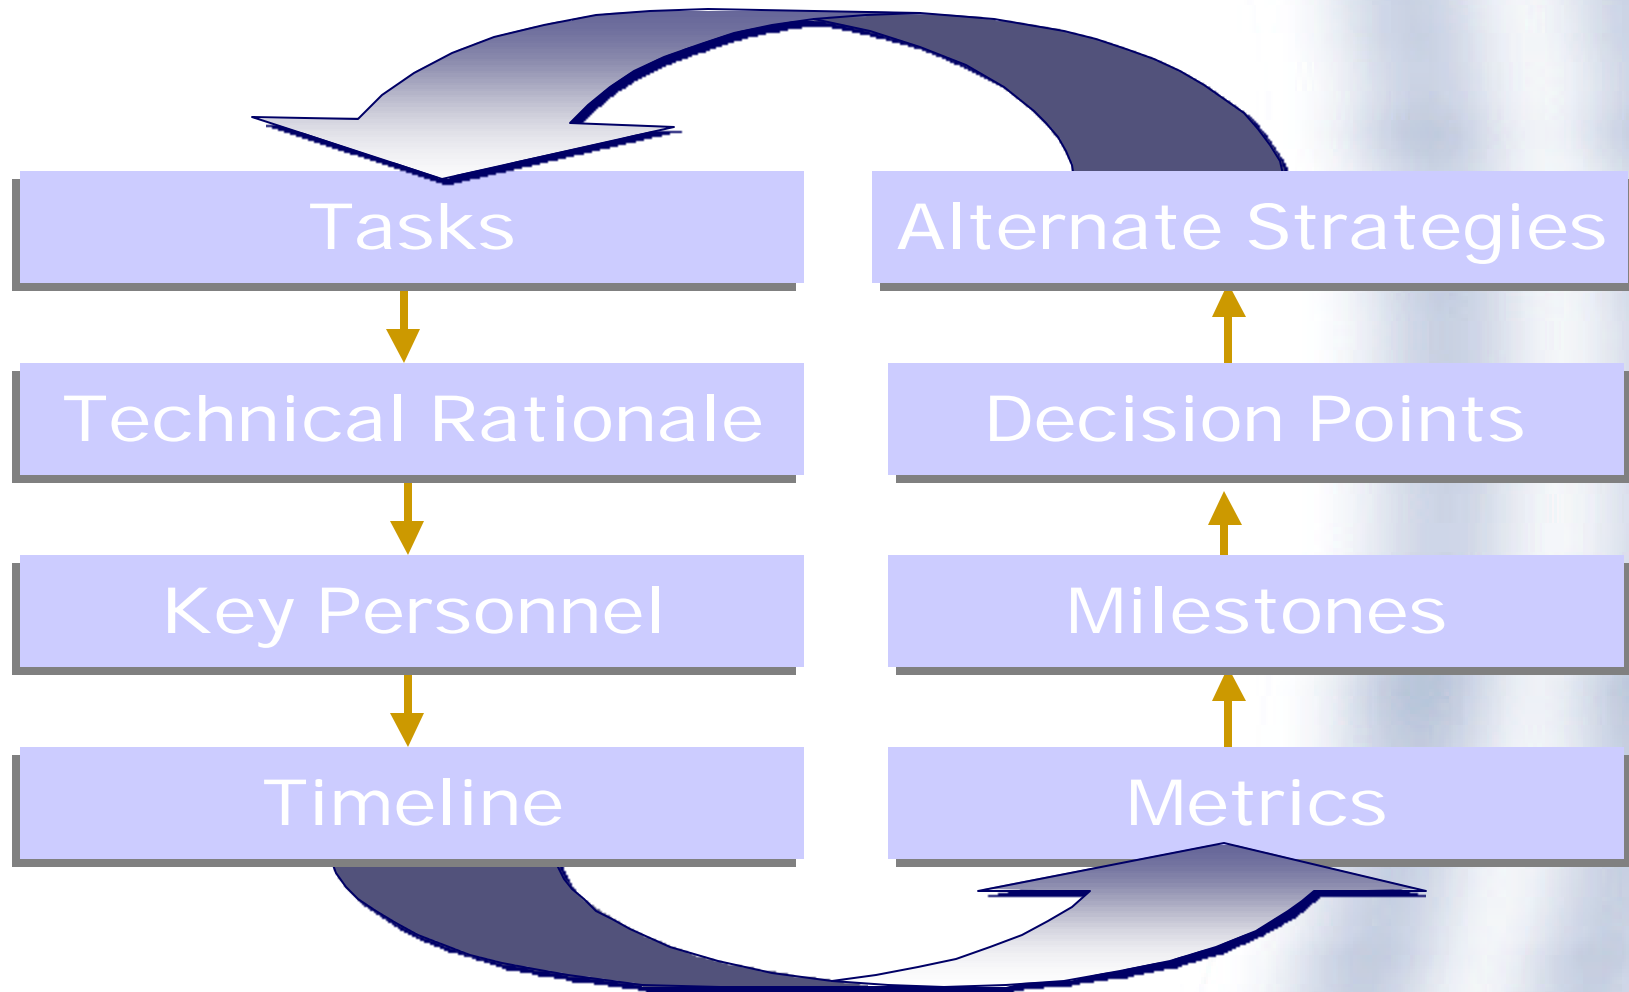 Tasks
Technical Rationale
Key Personnel
Timeline
Alternate Strategies
Decision Points
Milestones
Metrics